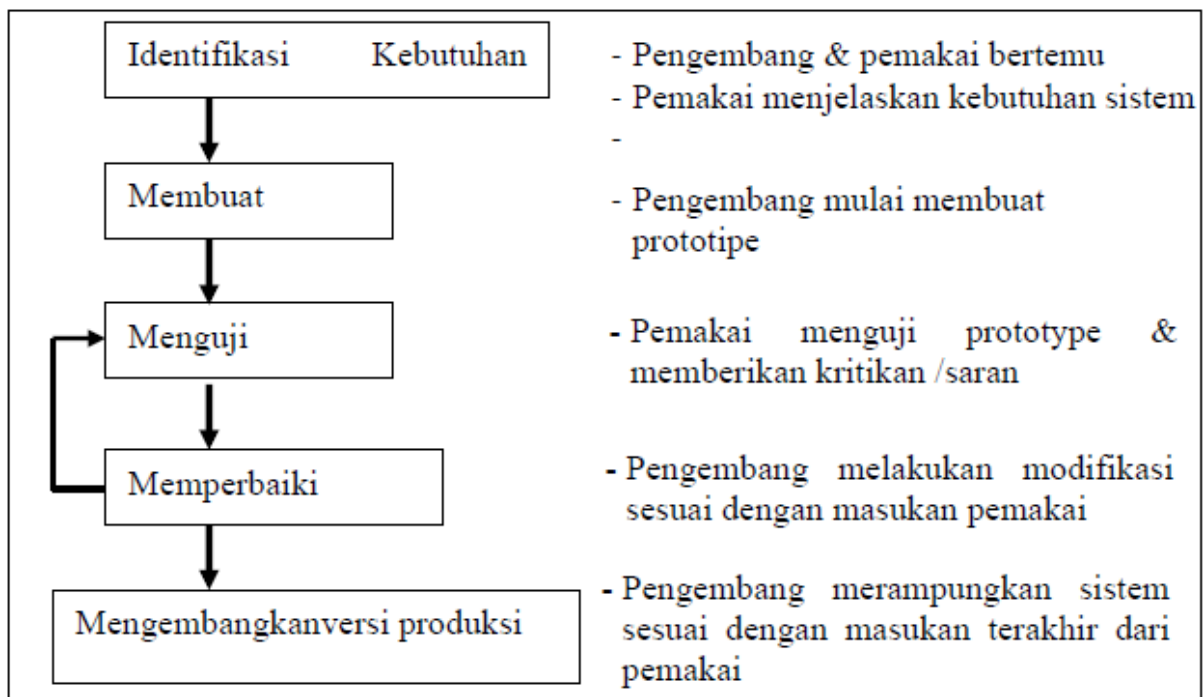 Identifikasi Kebutuhan
- Pengembang & pemakai bertemu
- Pemakai menjelaskan kebutuhan sistem
-
Membuat
- Pengembang mulai membuat
prototipe
Menguji
- Pemakai menguji prototype &
memberikan kritikan /saran
Memperbaiki
- Pengembang melakukan modifikasi
sesuai dengan masukan pemakai
Mengembangkanversi produksi
- Pengembang merampungkan sistem
sesuai dengan masukan terakhir dari
pemakai